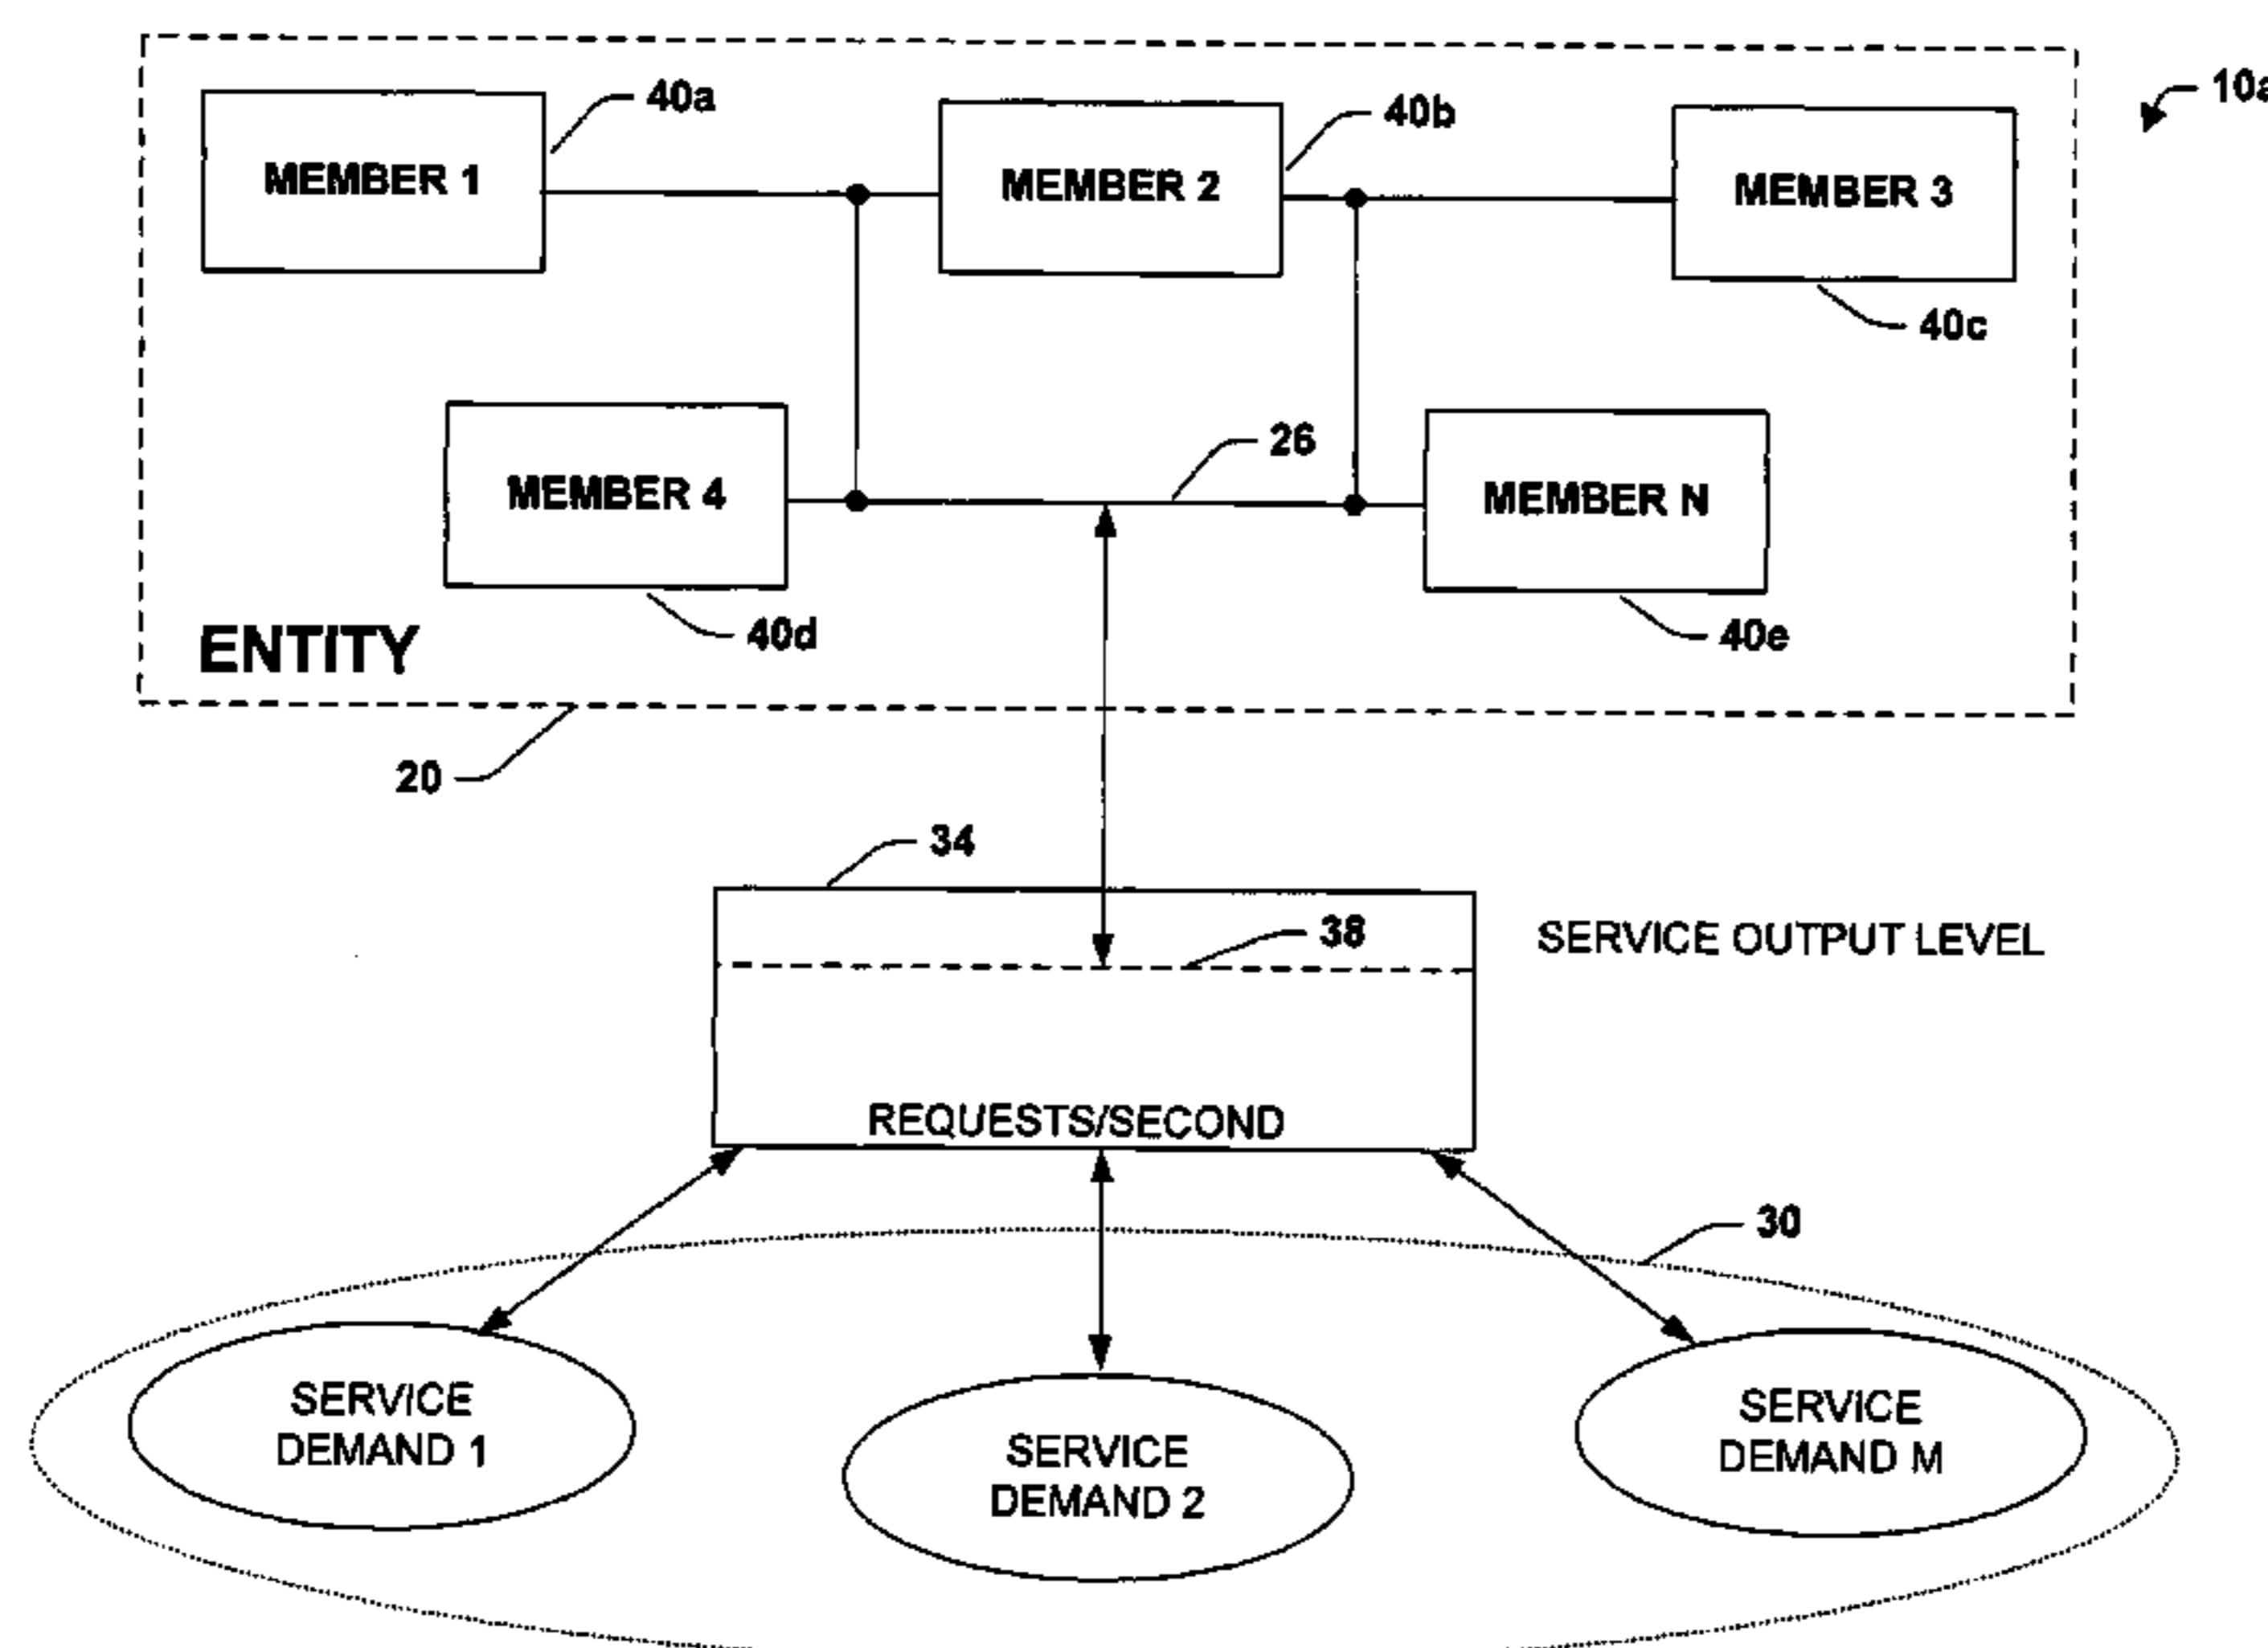 40a
40b
10a
MEMBER 1
MEMBER 2
MEMBER 3
40c
26
MEMBER 4
MEMBER N
40d
40e
ENTITY
20
34
38
SERVICE OUTPUT LEVEL
REQUESTS/SECOND
30
SERVICE
DEMAND 1
SERVICE
DEMAND 2
SERVICE
DEMAND M